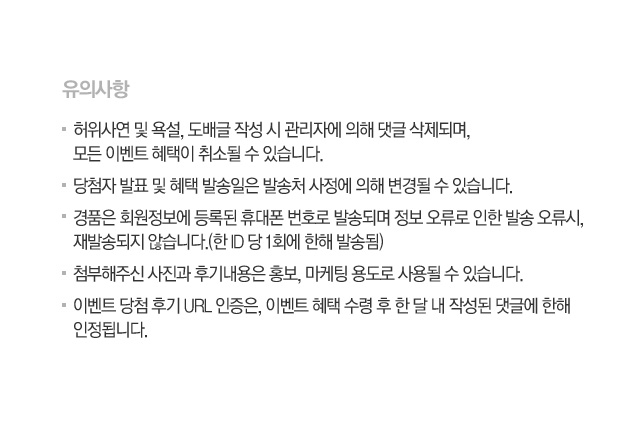 유의사항
허위사연 및 욕설, 도배글 작성 시 관리자에 의해 댓글 삭제되며,
모든 이벤트 혜택이 취소될 수 있습니다.
당첨자 발표 및 혜택 발송일은 발송처 사정에 의해 변경될 수 있습니다.
경품은 회원정보에 등록된 휴대폰 번호로 발송되며 정보 오류로 인한 발송 오류시,
재발송되지 않습니다.(한 ID 당 1회에 한해 발송됨)
첨부해주신 사진과 후기내용은 홍보, 마케팅 용도로 사용될 수 있습니다.
이벤트 당첨 후기 URL 인증은, 이벤트 혜택 수령 후 한 달 내 작성된 댓글에 한해
인정됩니다.